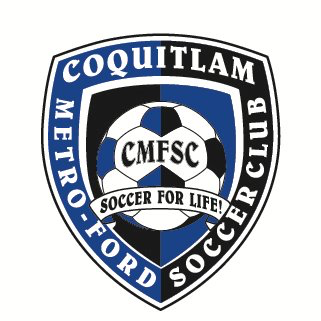 COQUITLAM
METRO-FORD
SOCCER CLUB
CMFSC
SOCCER FOR LIFE!